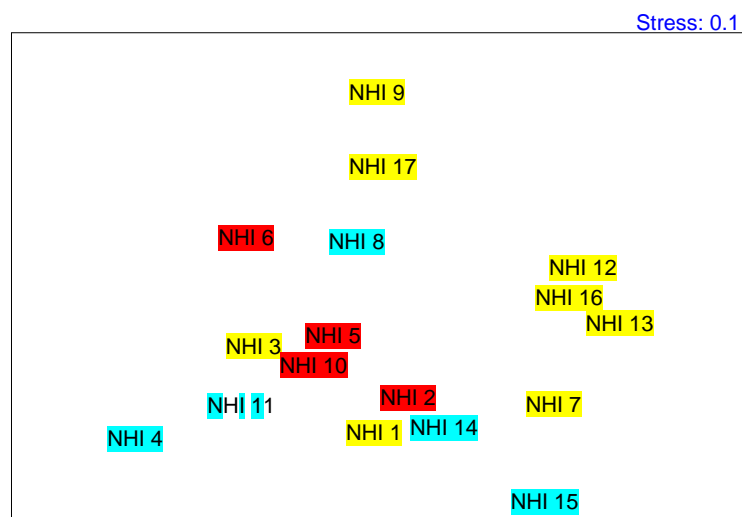 Stress: 0.1
NHI 9
NHI 17
NHI 6
NHI 8
NHI 12
NHI 16
NHI 13
NHI 5
NHI 3
NHI 10
NHI 2
NHI 7
NHI 11
NHI 14
NHI 1
NHI 4
NHI 15